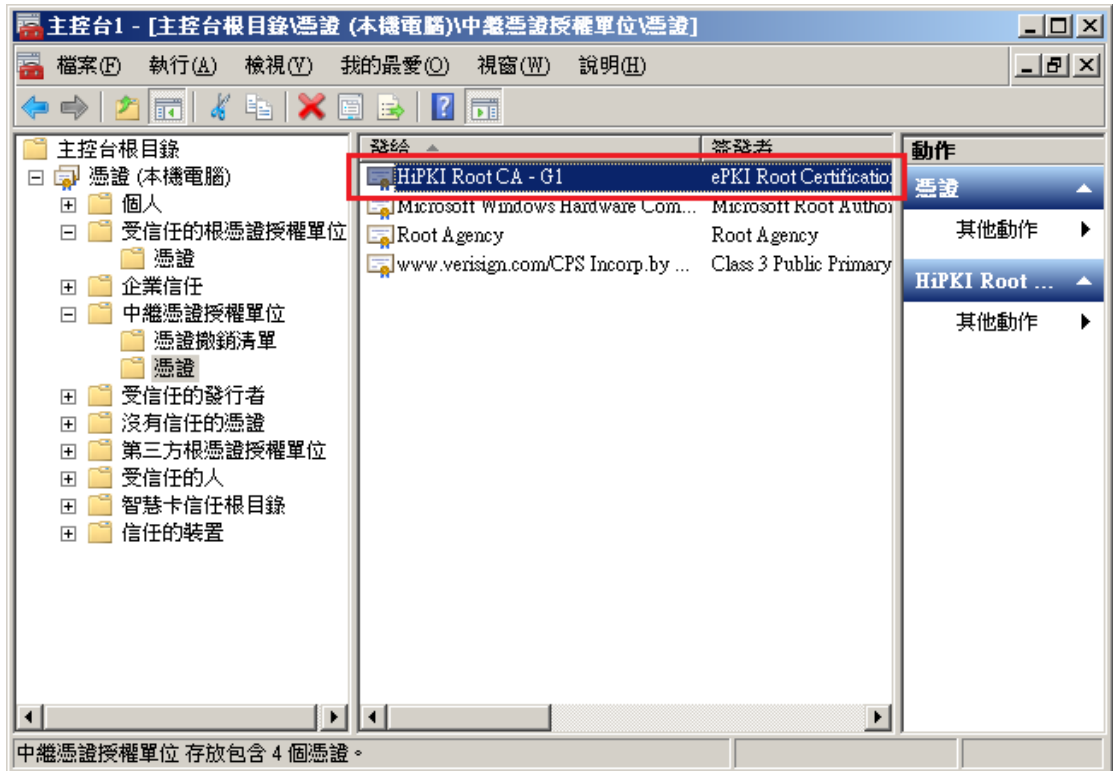 主控台1 - [主控台根目錄\憑證 (本機電腦)\中繼憑證授權單位\憑證]
檔案(F) 執行(A) 檢視(V) 我的最愛(O) 視窗(W) 說明(H)
主控台根目錄
憑證 (本機電腦)
個人
受信任的根憑證授權單位
憑證
企業信任
中繼憑證授權單位
憑證撤銷清單
憑證
受信任的發行者
沒有信任的憑證
第三方根憑證授權單位
受信任的人
智慧卡信任根目錄
信任的裝置
發給 簽發者
HiPKI Root CA - G1 ePKI Root Certificatio
Microsoft Windows Hardware Com... Microsoft Root Author
Root Agency Root Agency
www.verisign.com/CPS Incorp.by ... Class 3 Public Primary
動作
憑證
其他動作
HiPKI Root ...
其他動作
中繼憑證授權單位 存放包含 4 個憑證。